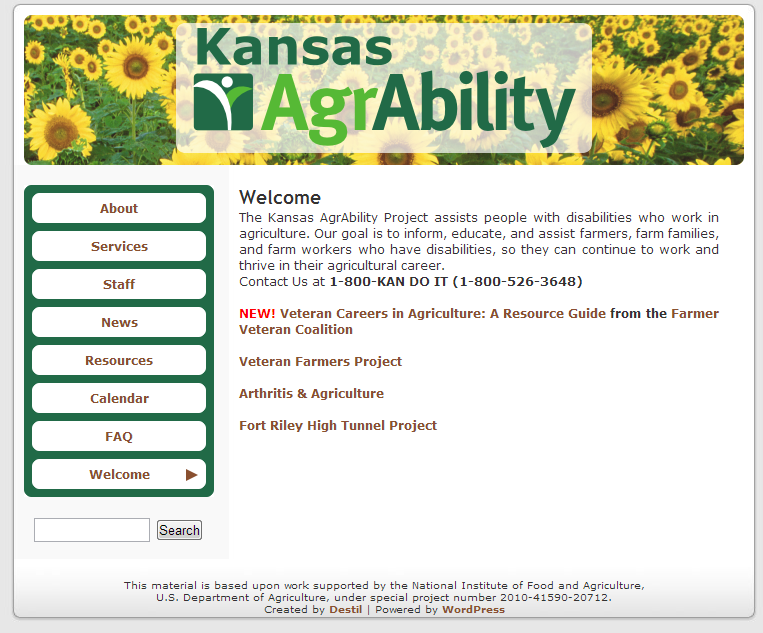 Kansas
AgrAbility
About
Services
Staff
News
Resources
Calendar
FAQ
Welcome
Search
Welcome
The Kansas AgrAbility Project assists people with disabilities who work in
agriculture. Our goal is to inform, educate, and assist farmers, farm families,
and farm workers who have disabilities, so they can continue to work and
thrive in their agricultural career.
Contact Us at 1-800-KAN DO IT (1-800-526-3648)
NEW! Veteran Careers in Agriculture: A Resource Guide from the Farmer
Veteran Coalition
Veteran Farmers Project
Arthritis & Agriculture
Fort Riley High Tunnel Project
This material is based upon work supported by the National Institute of Food and Agriculture,
U.S. Department of Agriculture, under special project number 2010-41590-20712.
Created by Destil | Powered by WordPress